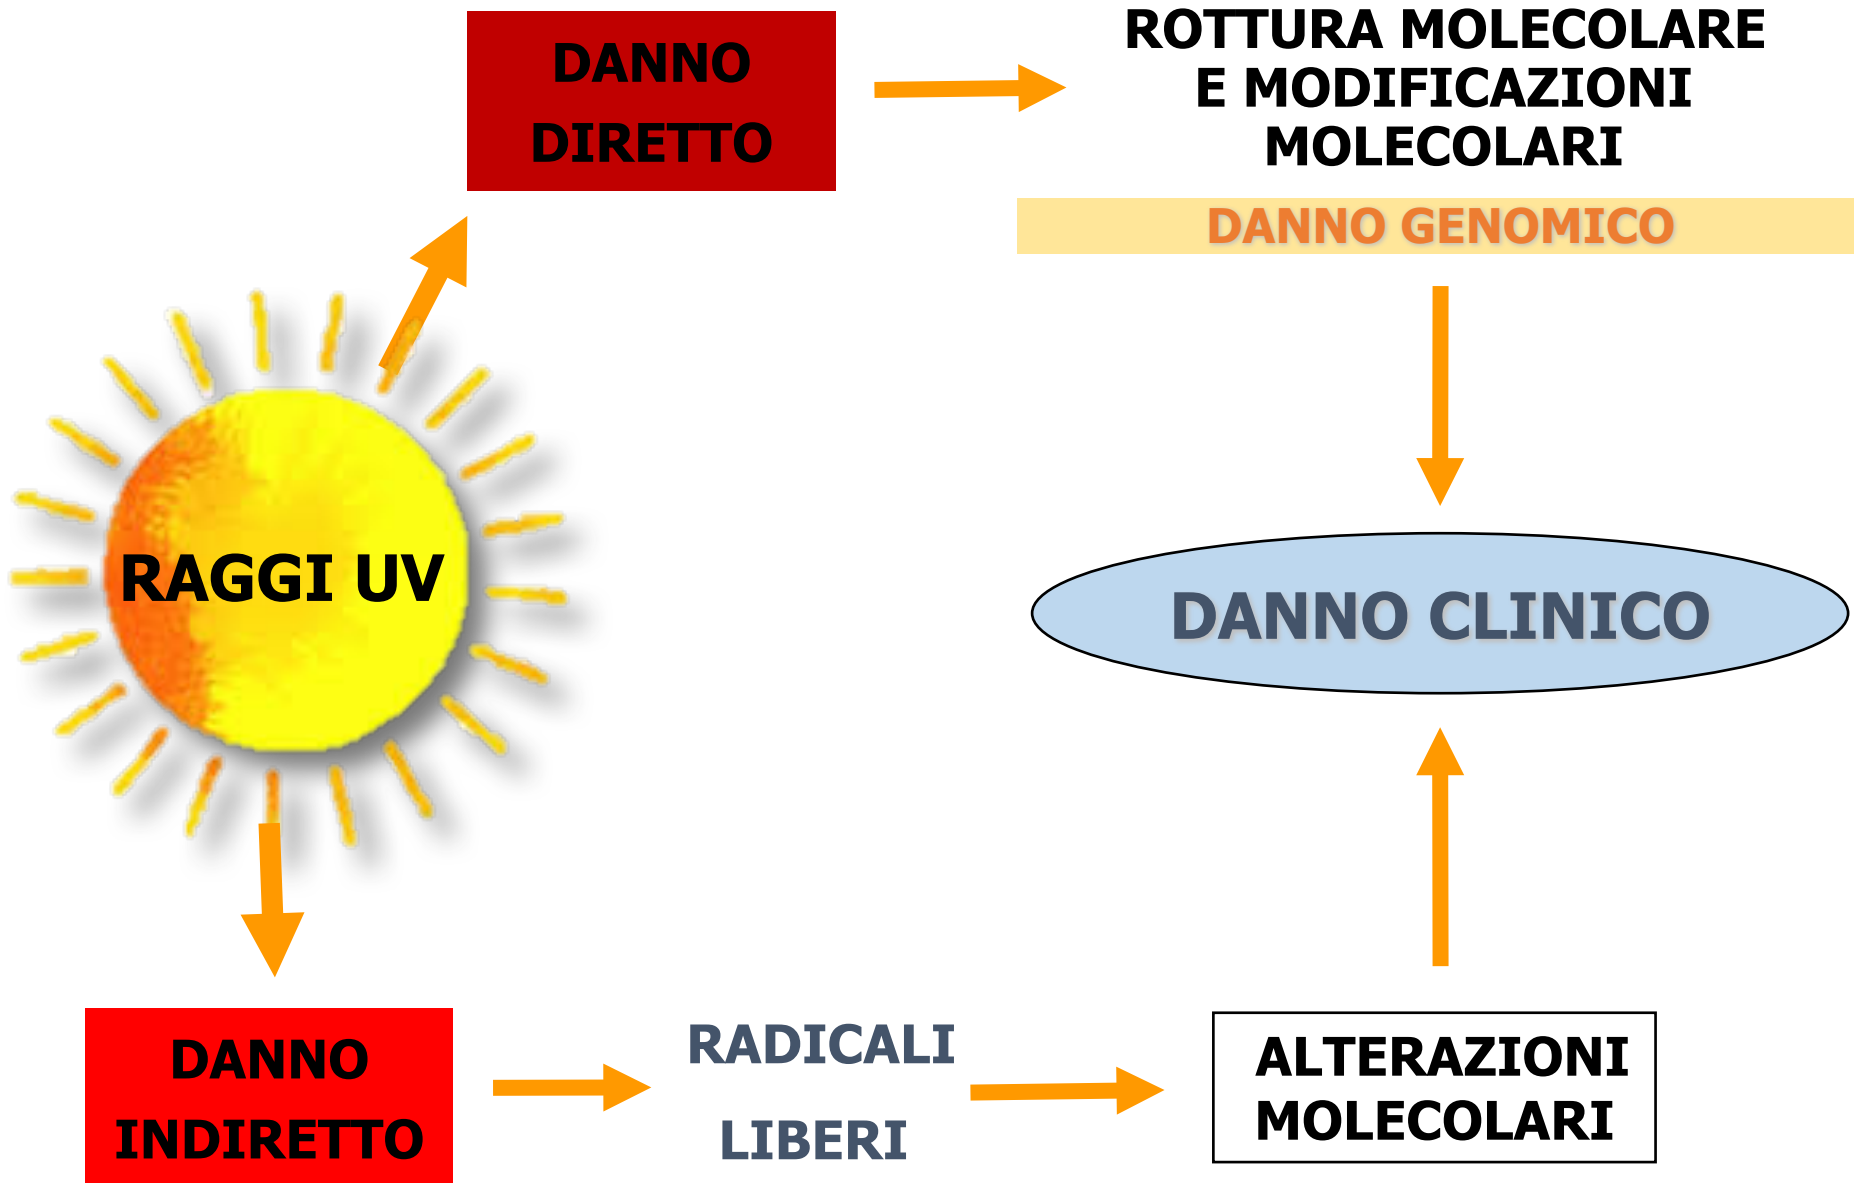 DANNO
DIRETTO
ROTTURA MOLECOLARE
E MODIFICAZIONI
MOLECOLARI
DANNO GENOMICO
RAGGI UV
DANNO CLINICO
DANNO
INDIRETTO
RADICALI
LIBERI
ALTERAZIONI
MOLECOLARI